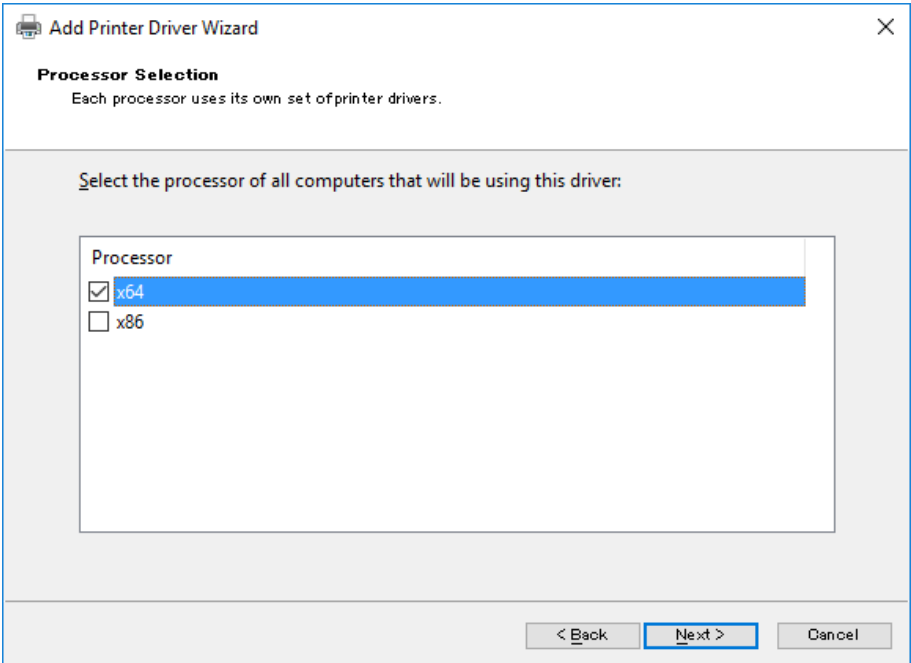 Add Printer Driver Wizard
Processor Selection
Each processor uses its own set of printer drivers.
Select the processor of all computers that will be using this driver:
Processor
x64
x86
< Back
Next >
Cancel